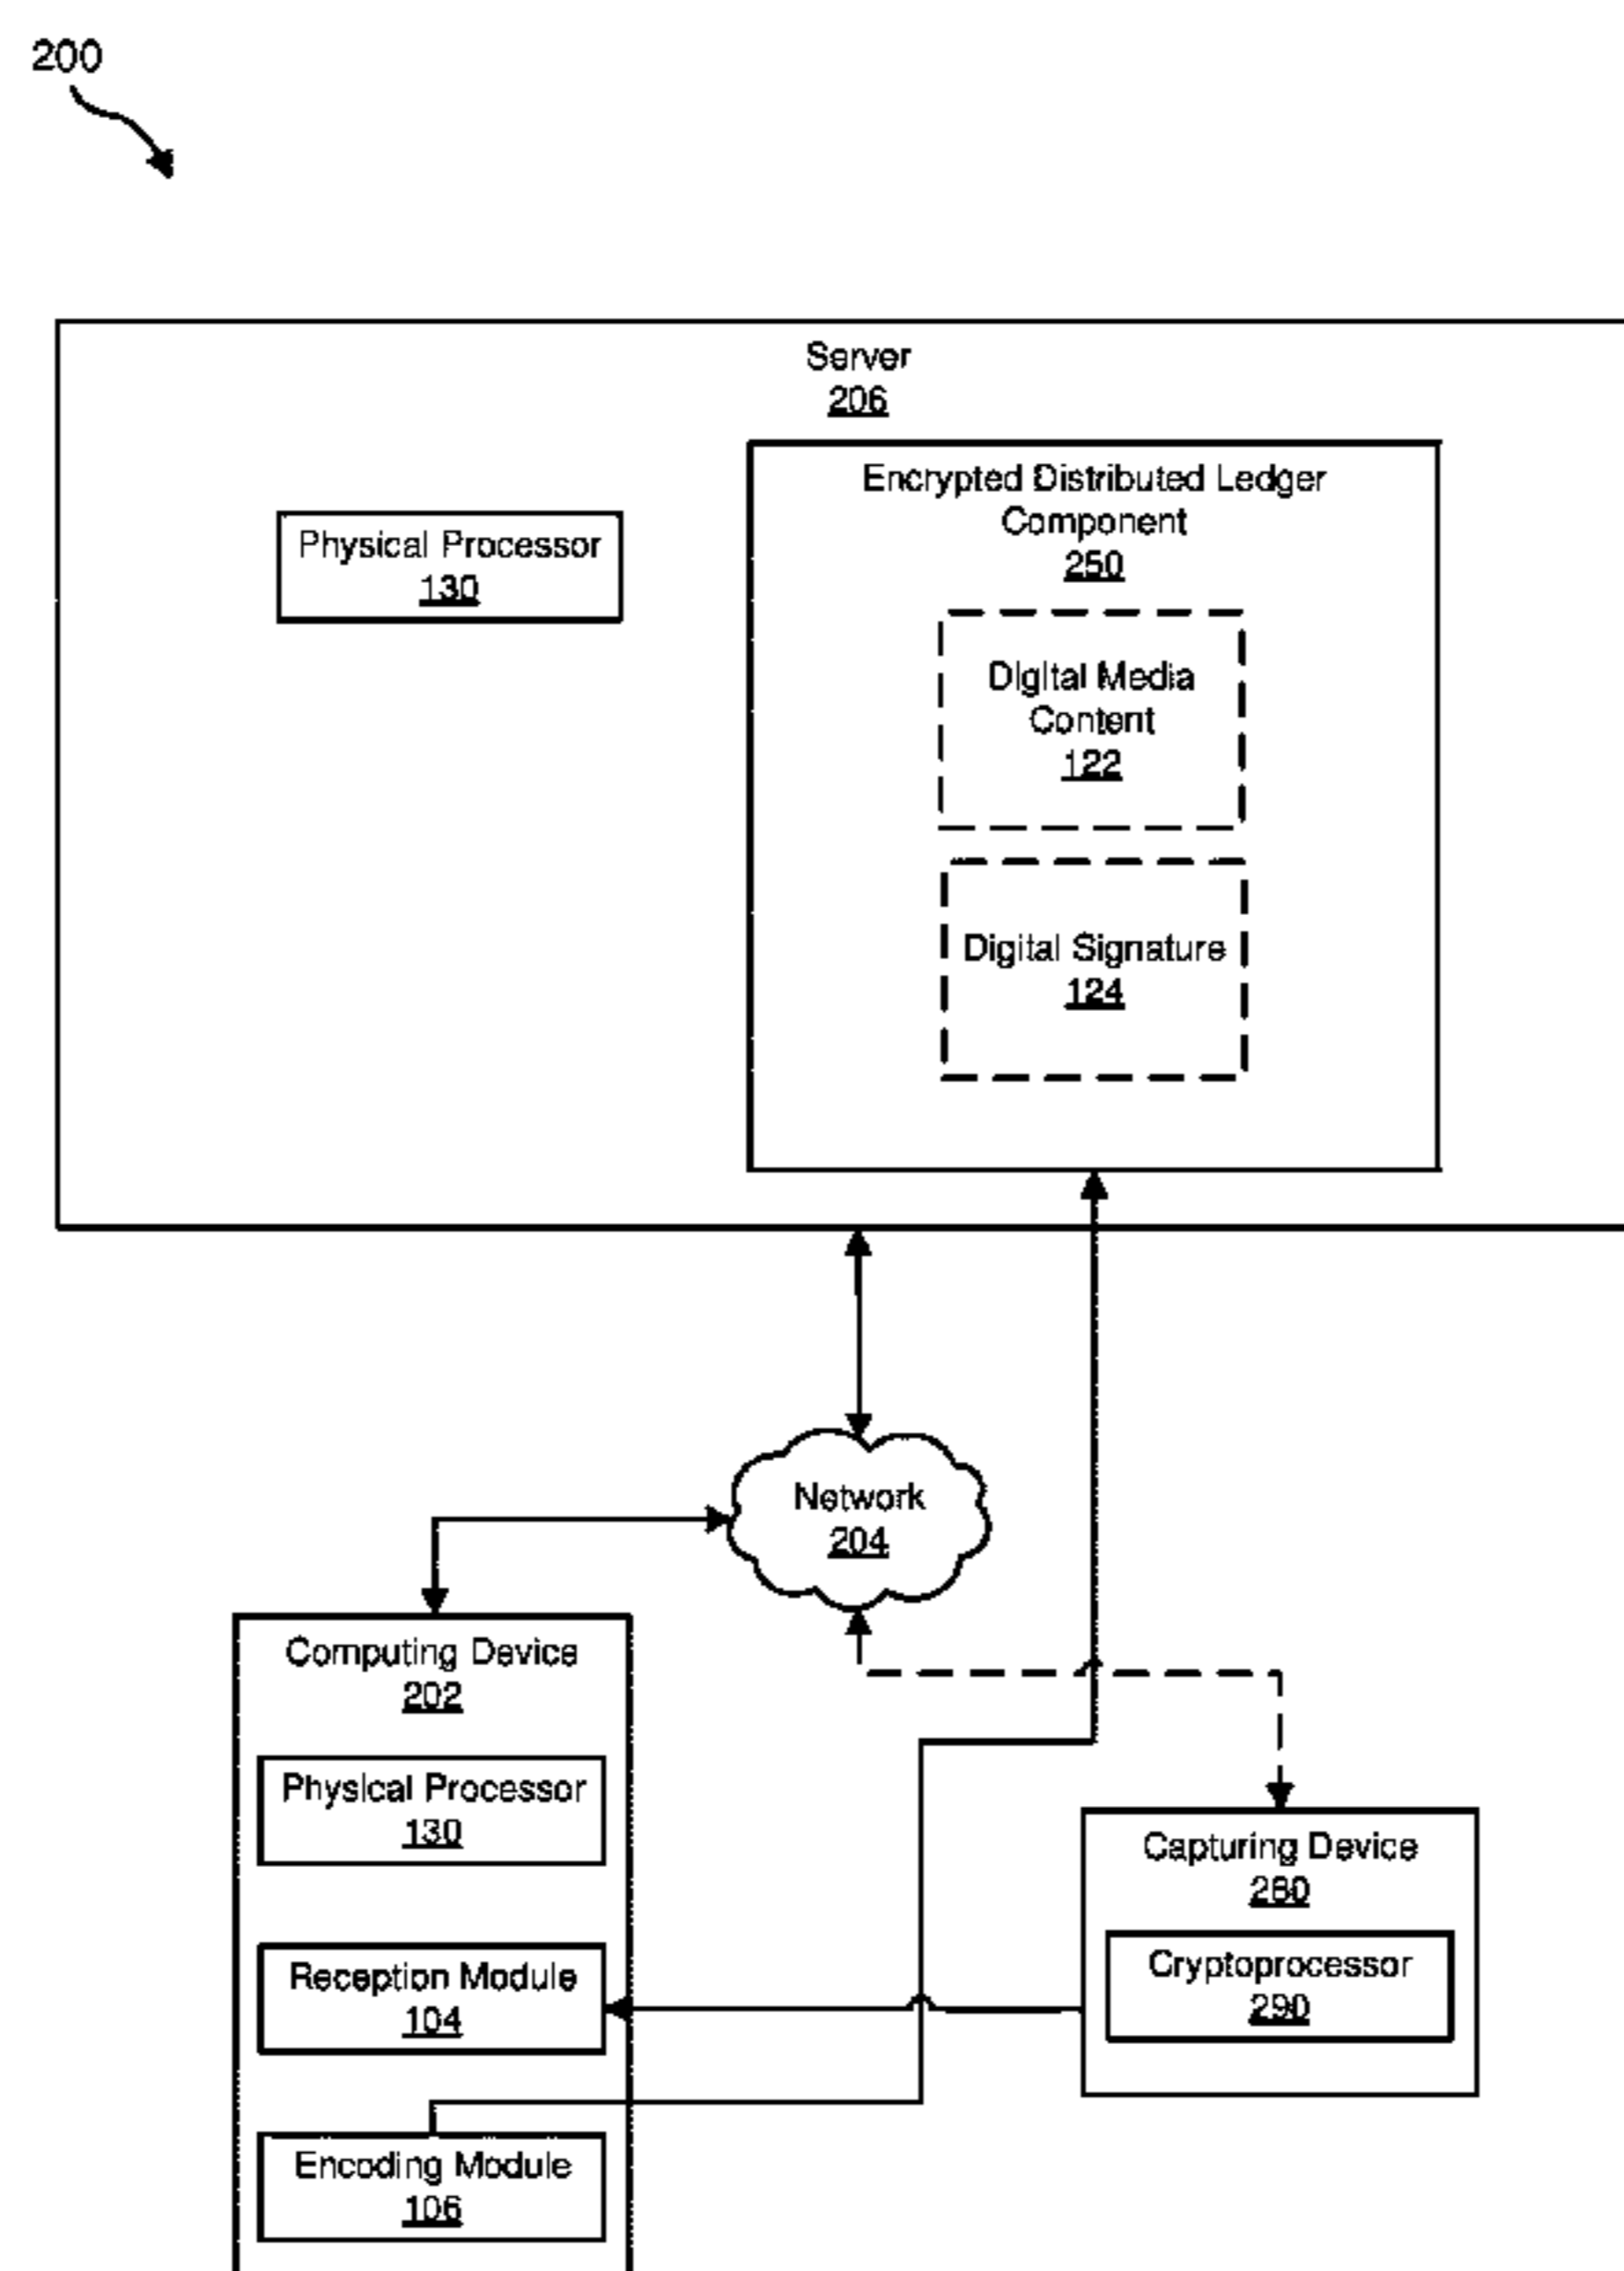 200
Server
206
Encrypted Distributed Ledger
Component
250
Physical Processor
130
Digital Media
Content
122
Digital Signature
124
Network
204
Computing Device
202
Physical Processor
130
Capturing Device
280
Cryptoprocessor
290
Reception Module
104
Encoding Module
106